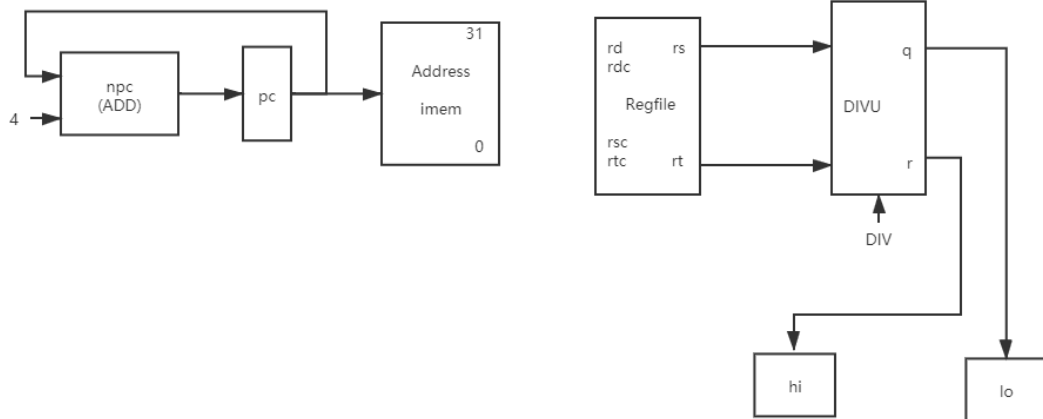 31
Address
imem
0
npc
(ADD)
pc
4
rd rs
rdc
Regfile
rsc
rtc rt
q
DIVU
r
DIV
hi
lo